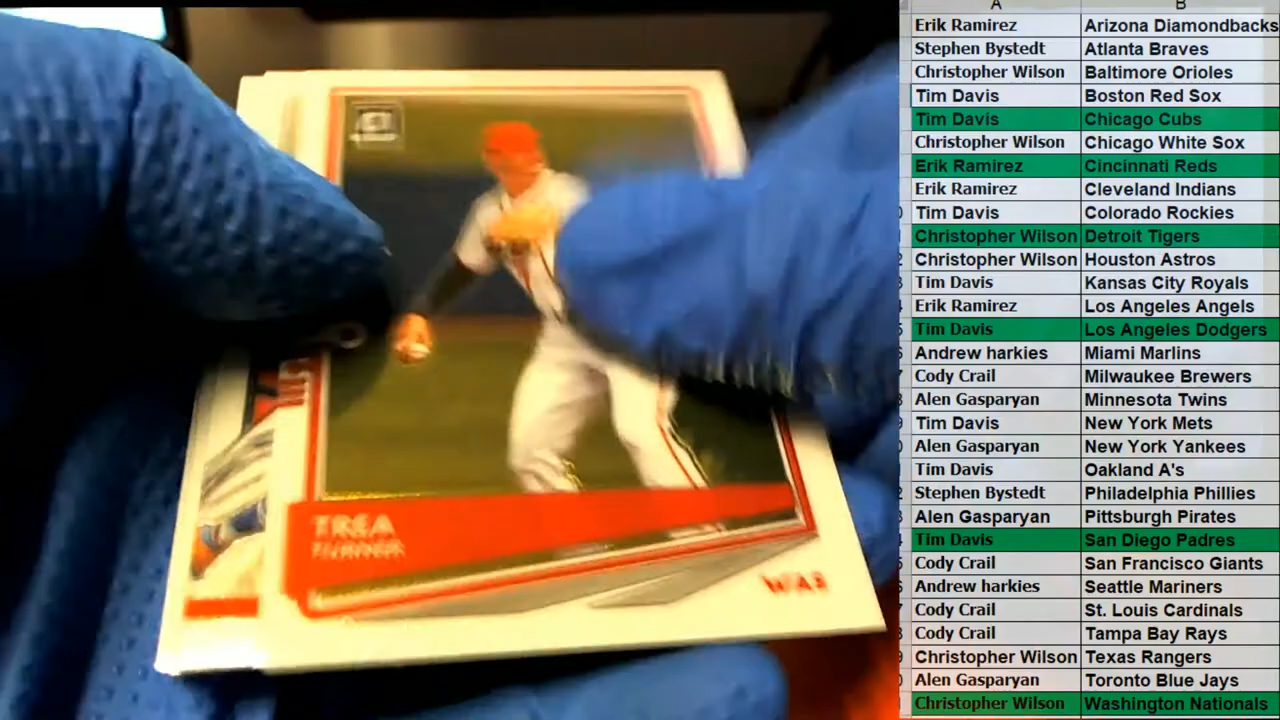 TREA
TURNER
WAS
A B
Erik Ramirez Arizona Diamondbacks
Stephen Bystedt Atlanta Braves
Christopher Wilson Baltimore Orioles
Tim Davis Boston Red Sox
Tim Davis Chicago Cubs
Christopher Wilson Chicago White Sox
Erik Ramirez Cincinnati Reds
Erik Ramirez Cleveland Indians
Tim Davis Colorado Rockies
Christopher Wilson Detroit Tigers
Christopher Wilson Houston Astros
Tim Davis Kansas City Royals
Erik Ramirez Los Angeles Angels
Tim Davis Los Angeles Dodgers
Andrew harkies Miami Marlins
Cody Crail Milwaukee Brewers
Alen Gasparyan Minnesota Twins
Tim Davis New York Mets
Alen Gasparyan New York Yankees
Tim Davis Oakland A's
Stephen Bystedt Philadelphia Phillies
Alen Gasparyan Pittsburgh Pirates
Tim Davis San Diego Padres
Cody Crail San Francisco Giants
Andrew harkies Seattle Mariners
Cody Crail St. Louis Cardinals
Cody Crail Tampa Bay Rays
Christopher Wilson Texas Rangers
Alen Gasparyan Toronto Blue Jays
Christopher Wilson Washington Nationals